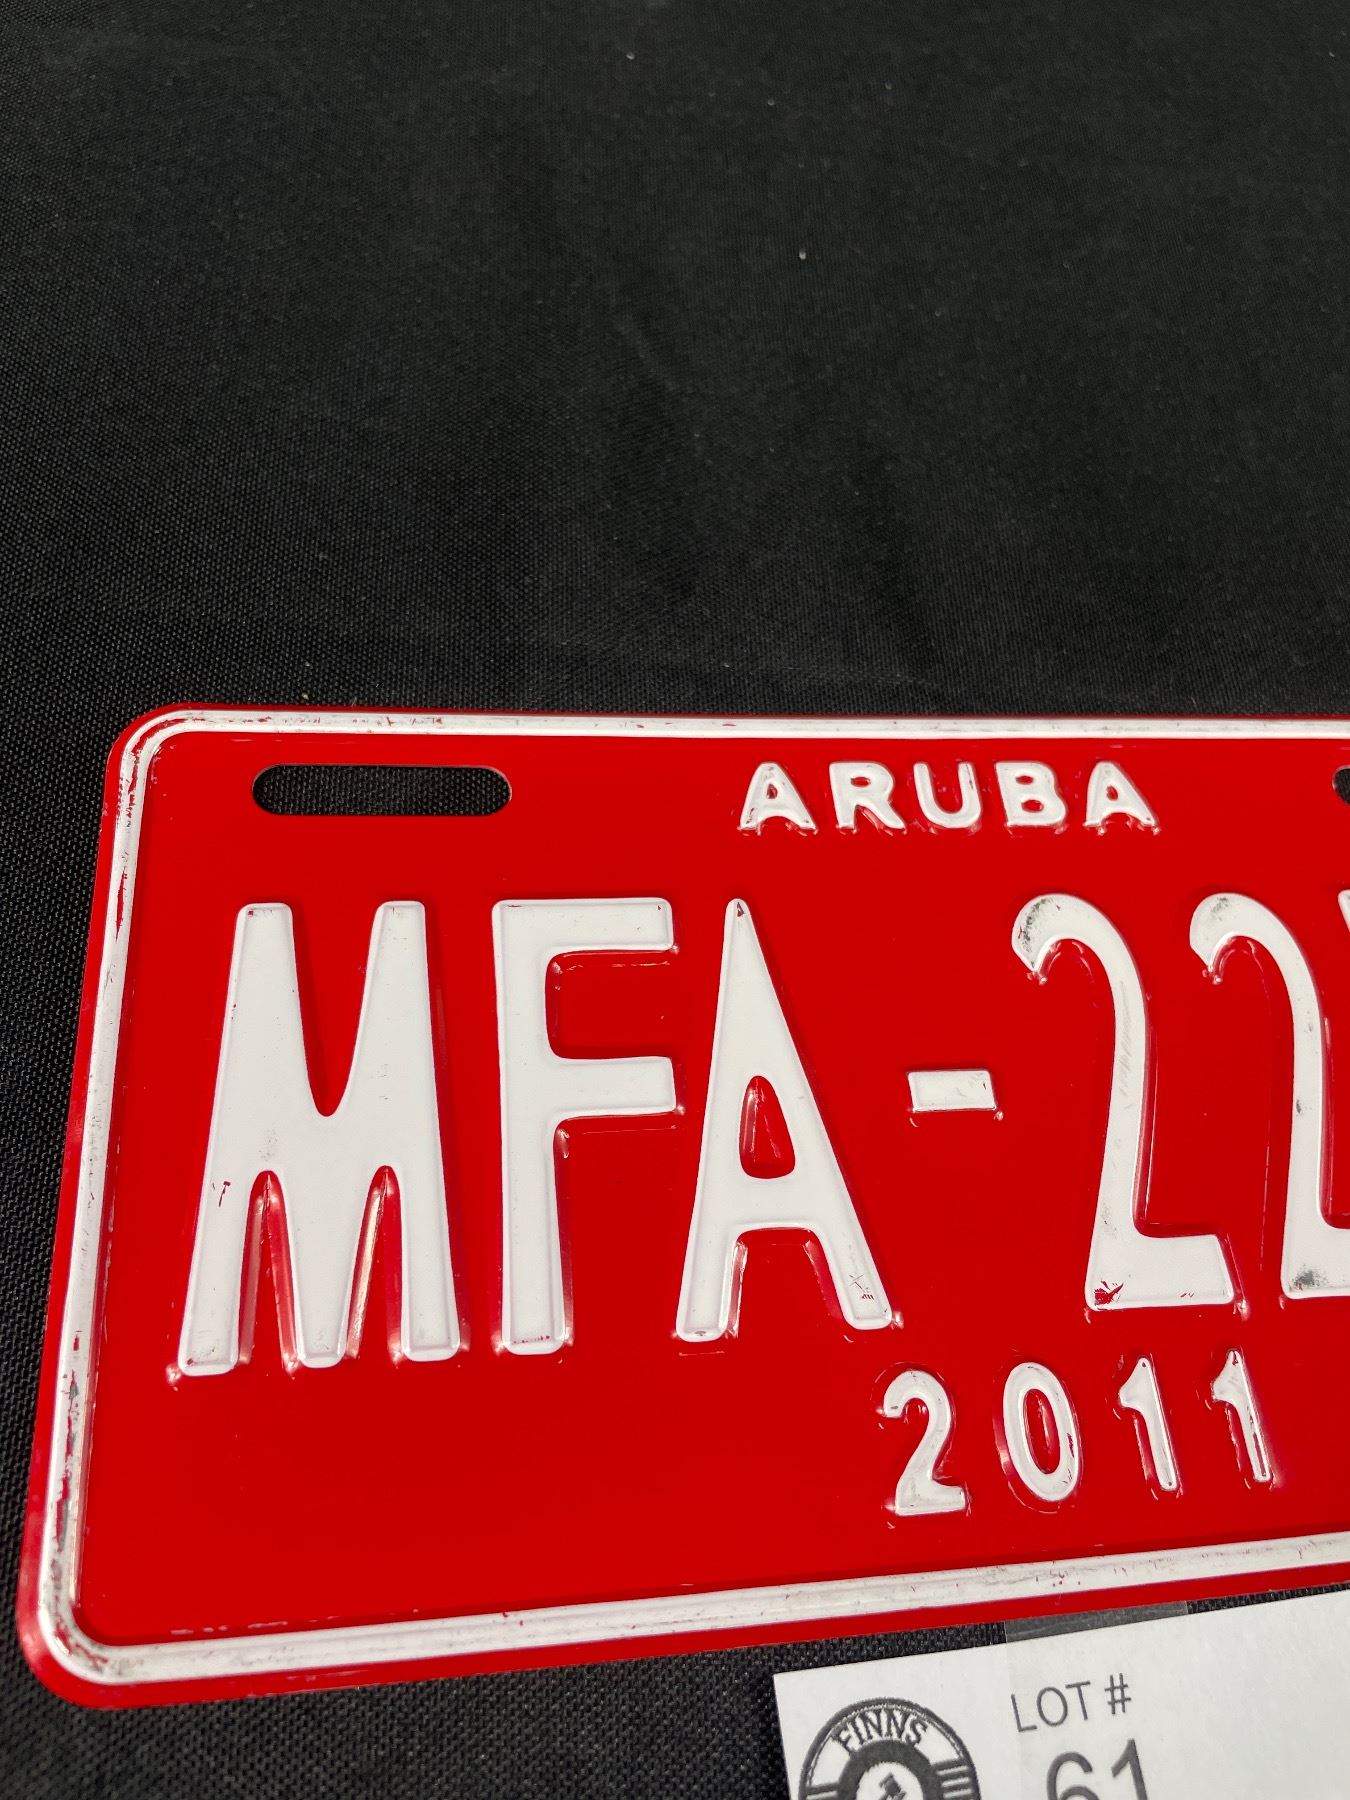 ARUBA
MFA-22
2011
LOT #
FINNS
61